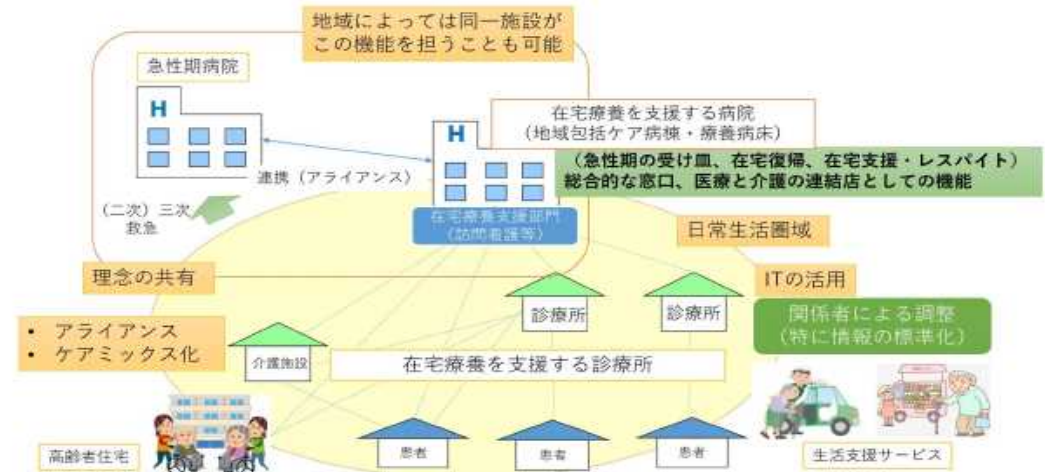 地域によっては同一施設が
この機能を担うことも可能
急性期病院
H
H
在宅療養を支援する病院
（地域包括ケア病棟・療養病床）
（急性期の受け皿、在宅復帰、在宅支援・レスパイト）
総合的な窓口、医療と介護の連結店としての機能
連携（アライアンス）
（二次）三次
救急
在宅療養支援部門
（訪問看護等）
日常生活圏域
理念の共有
ITの活用
診療所
診療所
関係者による調整
（特に情報の標準化）
• アライアンス
• ケアミックス化
介護施設
在宅療養を支援する診療所
高齢者住宅
患者
患者
患者
生活支援サービス